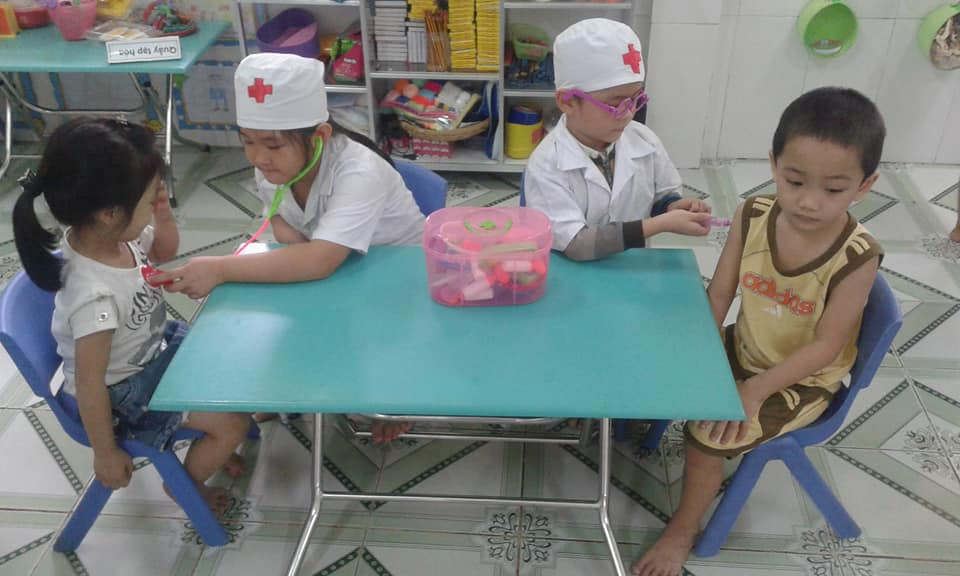 Quầy tạp hóa
adidas